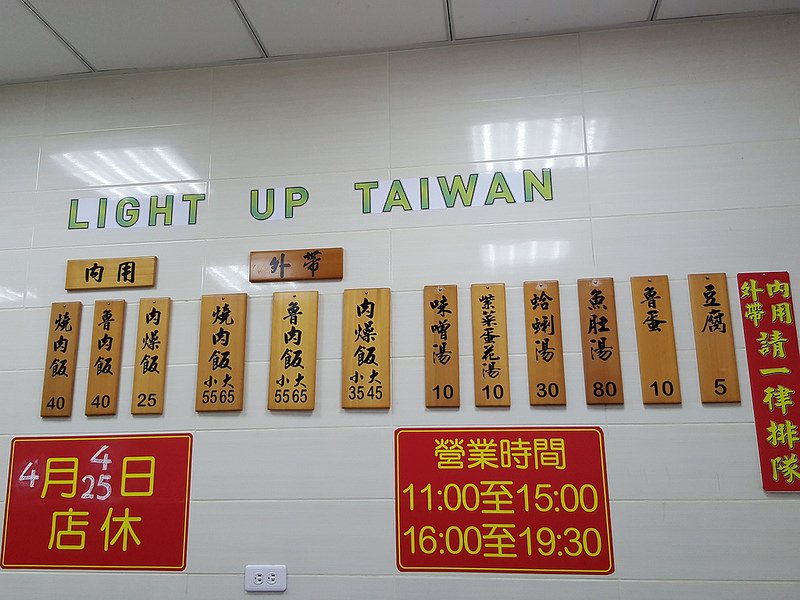 LIGHT UP TAIWAN
內用
燒肉飯 40
魯肉飯 40
肉燥飯 25
外帶
燒肉飯 小55 大65
魯肉飯 小55 大65
肉燥飯 小35 大45
味噌湯 10
紫菜蛋花湯 10
蛤蜊湯 30
魚肚湯 80
魯蛋 10
豆腐 5
內用
外帶
請一律排隊
4月4 25日
店休
營業時間
11:00至15:00
16:00至19:30